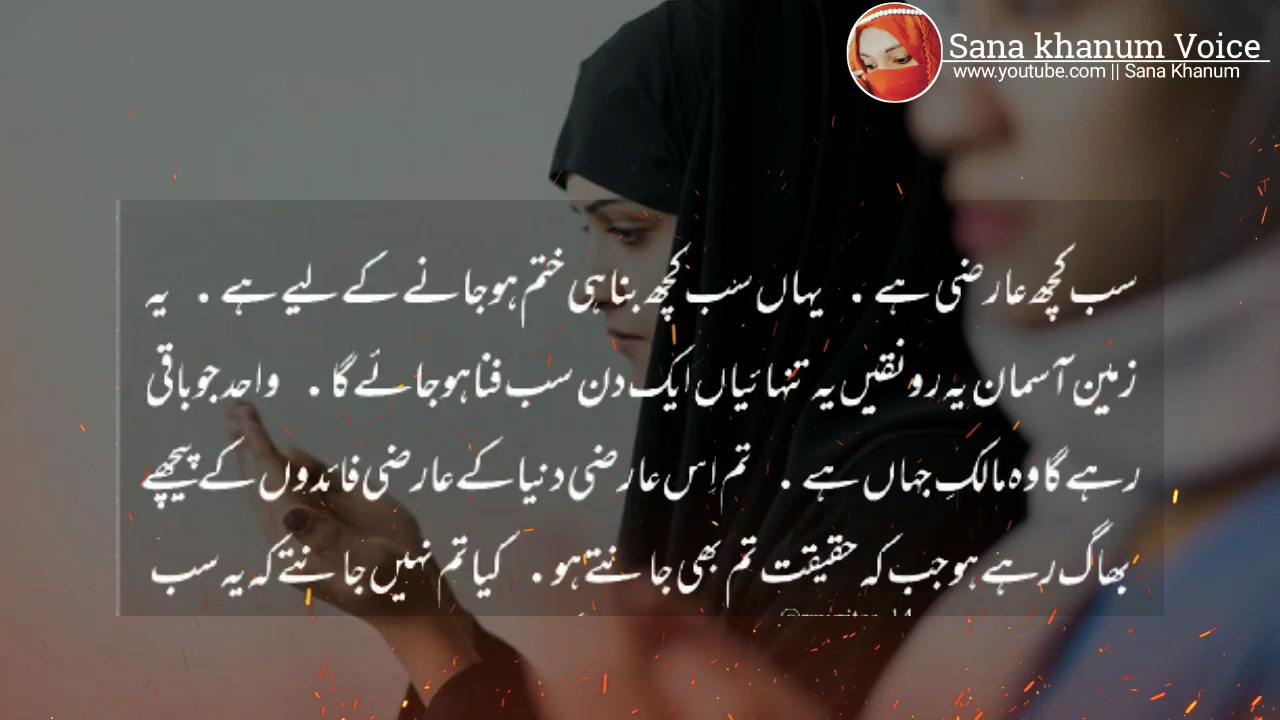 Sana khanum Voice
www.youtube.com || Sana Khanum
سب کچھ عارضی ہے . یہاں سب کچھ بنا ہی ختم ہو جانے کے لیے ہے . یہ
زمین آسمان یہ رونقیں یہ تنہائیاں ایک دن سب فنا ہو جائے گا . واحد جو باقی
رہے گا وہ مالکِ جہاں ہے . تم اِس عارضی دنیا کے عارضی فائدوں کے پیچھے
بھاگ رہے ہو جب کہ حقیقت تم بھی جانتے ہو . کیا تم نہیں جانتے کہ یہ سب